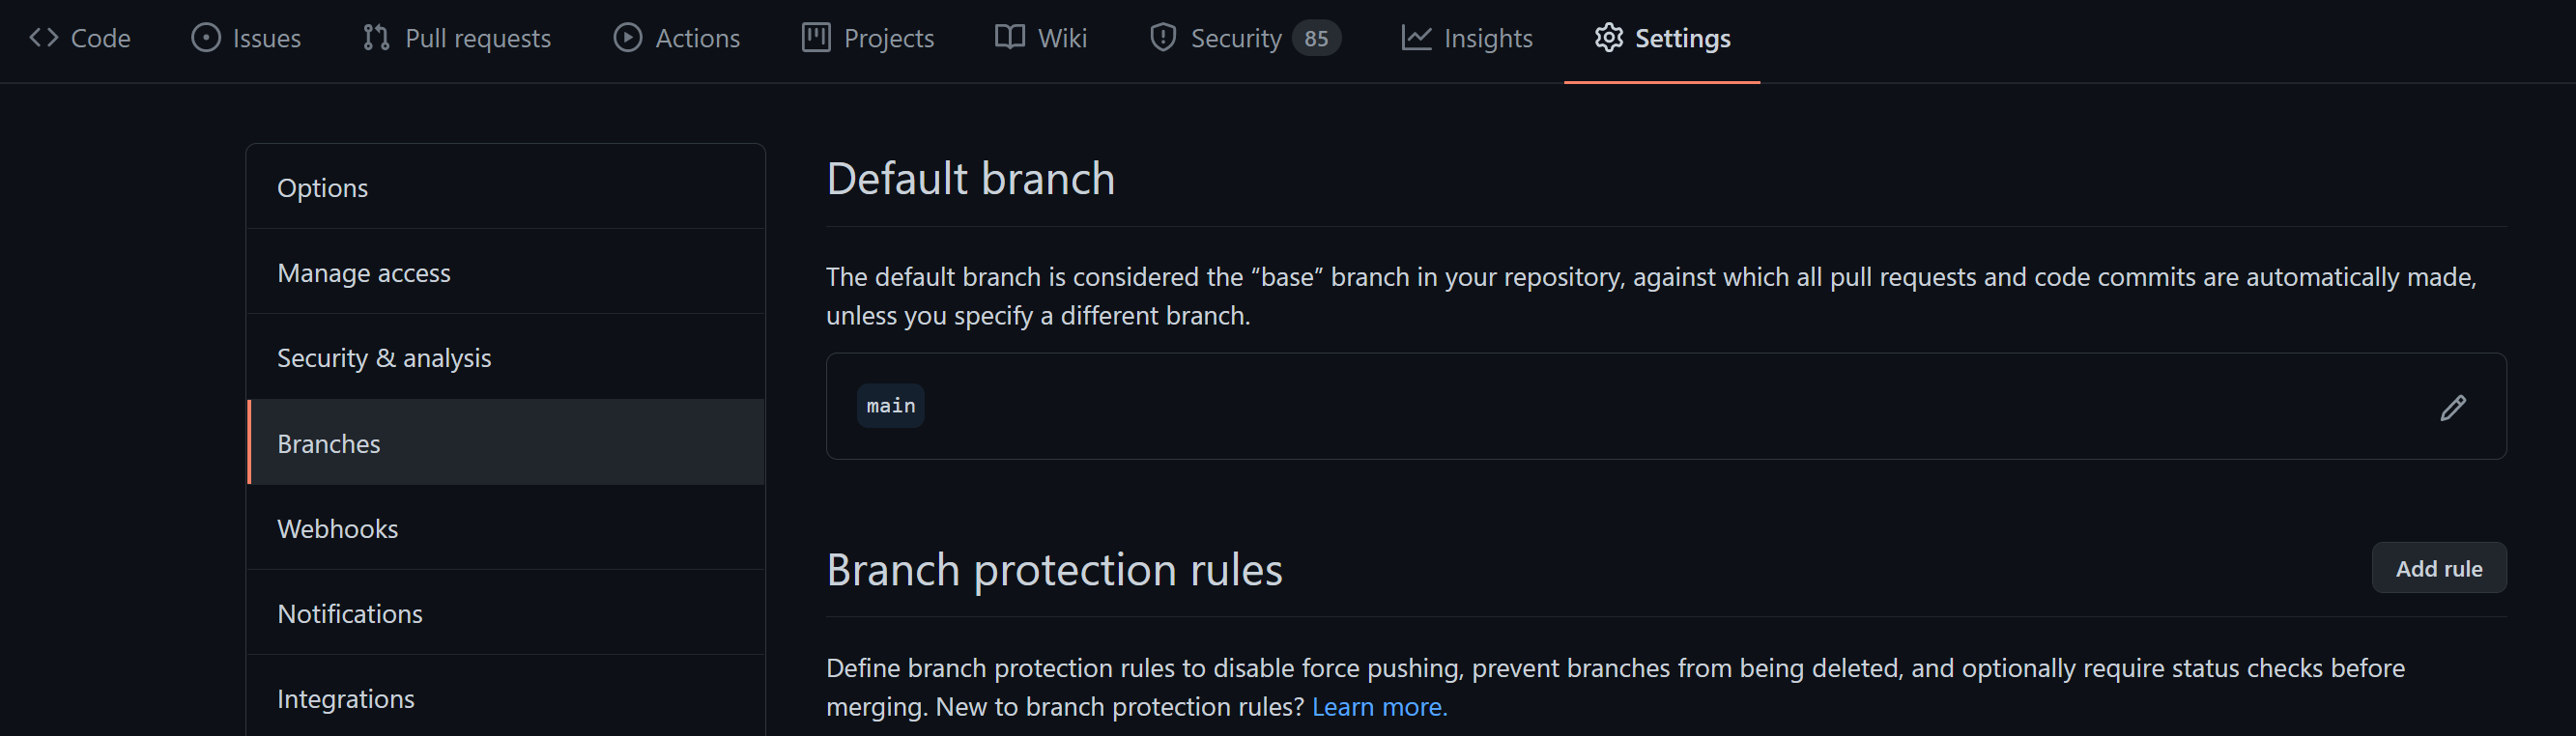 Code Issues Pull requests Actions Projects Wiki Security 85 Insights Settings
Options
Manage access
Security & analysis
Branches
Webhooks
Notifications
Integrations
Default branch
The default branch is considered the “base” branch in your repository, against which all pull requests and code commits are automatically made,
unless you specify a different branch.
main
Branch protection rules
Add rule
Define branch protection rules to disable force pushing, prevent branches from being deleted, and optionally require status checks before
merging. New to branch protection rules? Learn more.